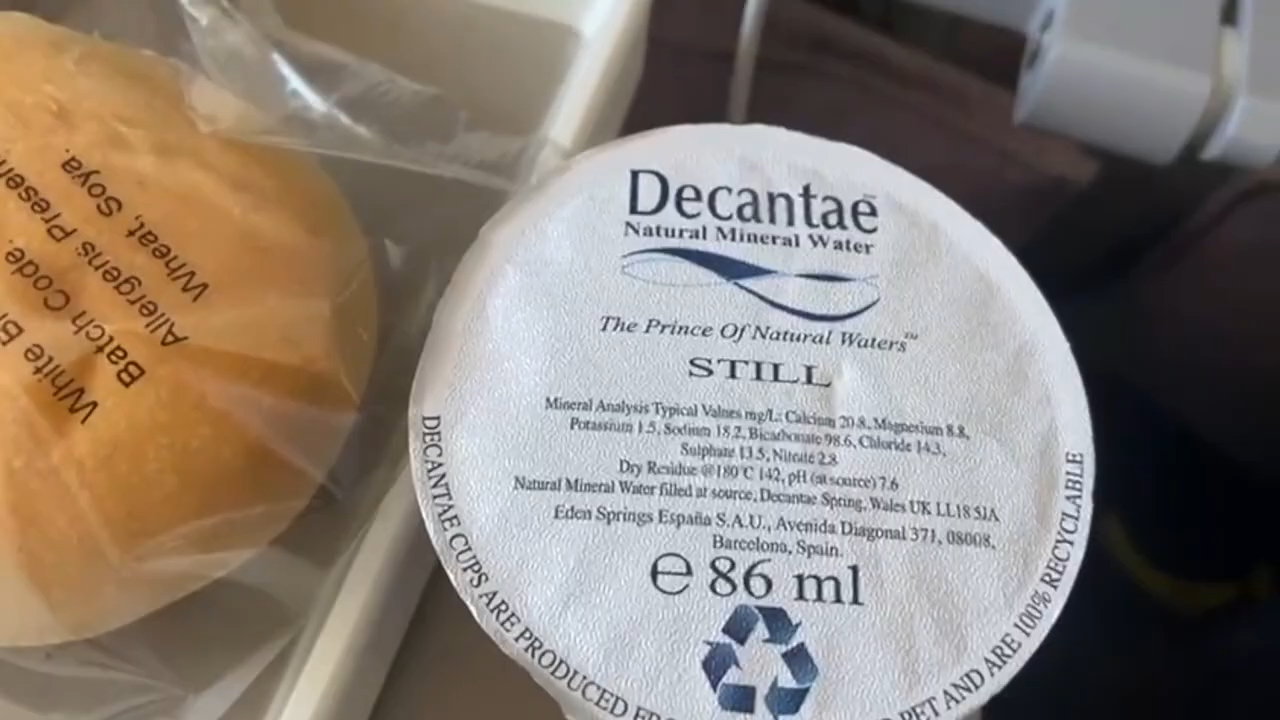 White
Batch Code.
Allergens
Wheat, Soya.
Decantae
Natural Mineral Water
The Prince Of Natural Waters™
STILL
Mineral Analysis Typical Values mg/L: Calcium 20.8, Magnesium 8.8,
Potassium 1.5, Sodium 18.2, Bicarbonate 98.6, Chloride 14.3,
Sulphate 13.5, Nitrate 2.8
Dry Residue @180°C 142, pH (at source) 7.6
Natural Mineral Water filled at source, Decantae Spring, Wales UK LL18 5JA
Eden Springs España S.A.U., Avenida Diagonal 371, 08008,
Barcelona, Spain.
℮ 86 ml
DECANTAE CUPS ARE PRODUCED PET AND ARE 100% RECYCLABLE